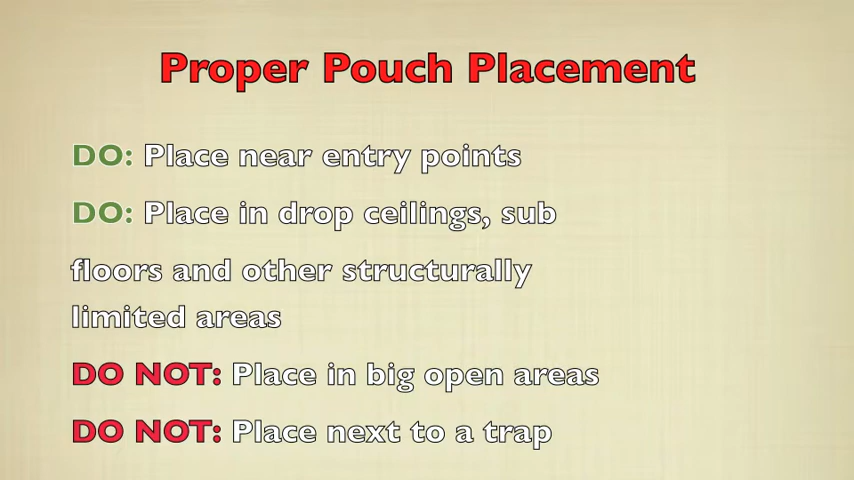 Proper Pouch Placement
DO: Place near entry points
DO: Place in drop ceilings, sub
floors and other structurally
limited areas
DO NOT: Place in big open areas
DO NOT: Place next to a trap